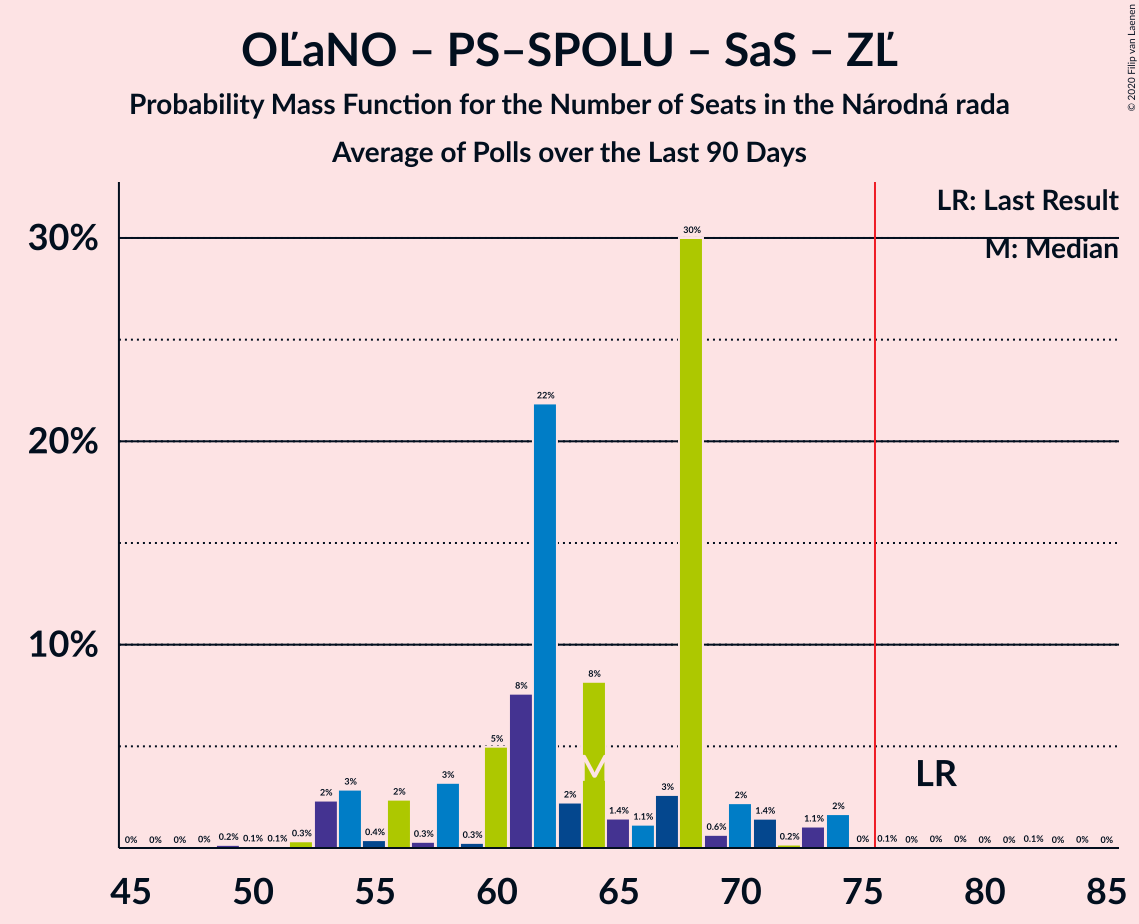 OĽaNO – PS–SPOLU – SaS – ZĽ
Probability Mass Function for the Number of Seats in the Národná rada
Average of Polls over the Last 90 Days
© 2020 Filip van Laenen
LR: Last Result
M: Median
30%
20%
10%
0% 0% 0% 0% 0.2% 0.1% 0.1% 0.3% 2% 3% 0.4% 2% 0.3% 3% 0.3% 5% 8% 22% 2% 8% 1.4% 1.1% 3% 30% 0.6% 2% 1.4% 0.2% 1.1% 2% 0% 0.1% 0% 0% 0% 0% 0% 0.1% 0% 0% 0%
M
LR
45 50 55 60 65 70 75 80 85